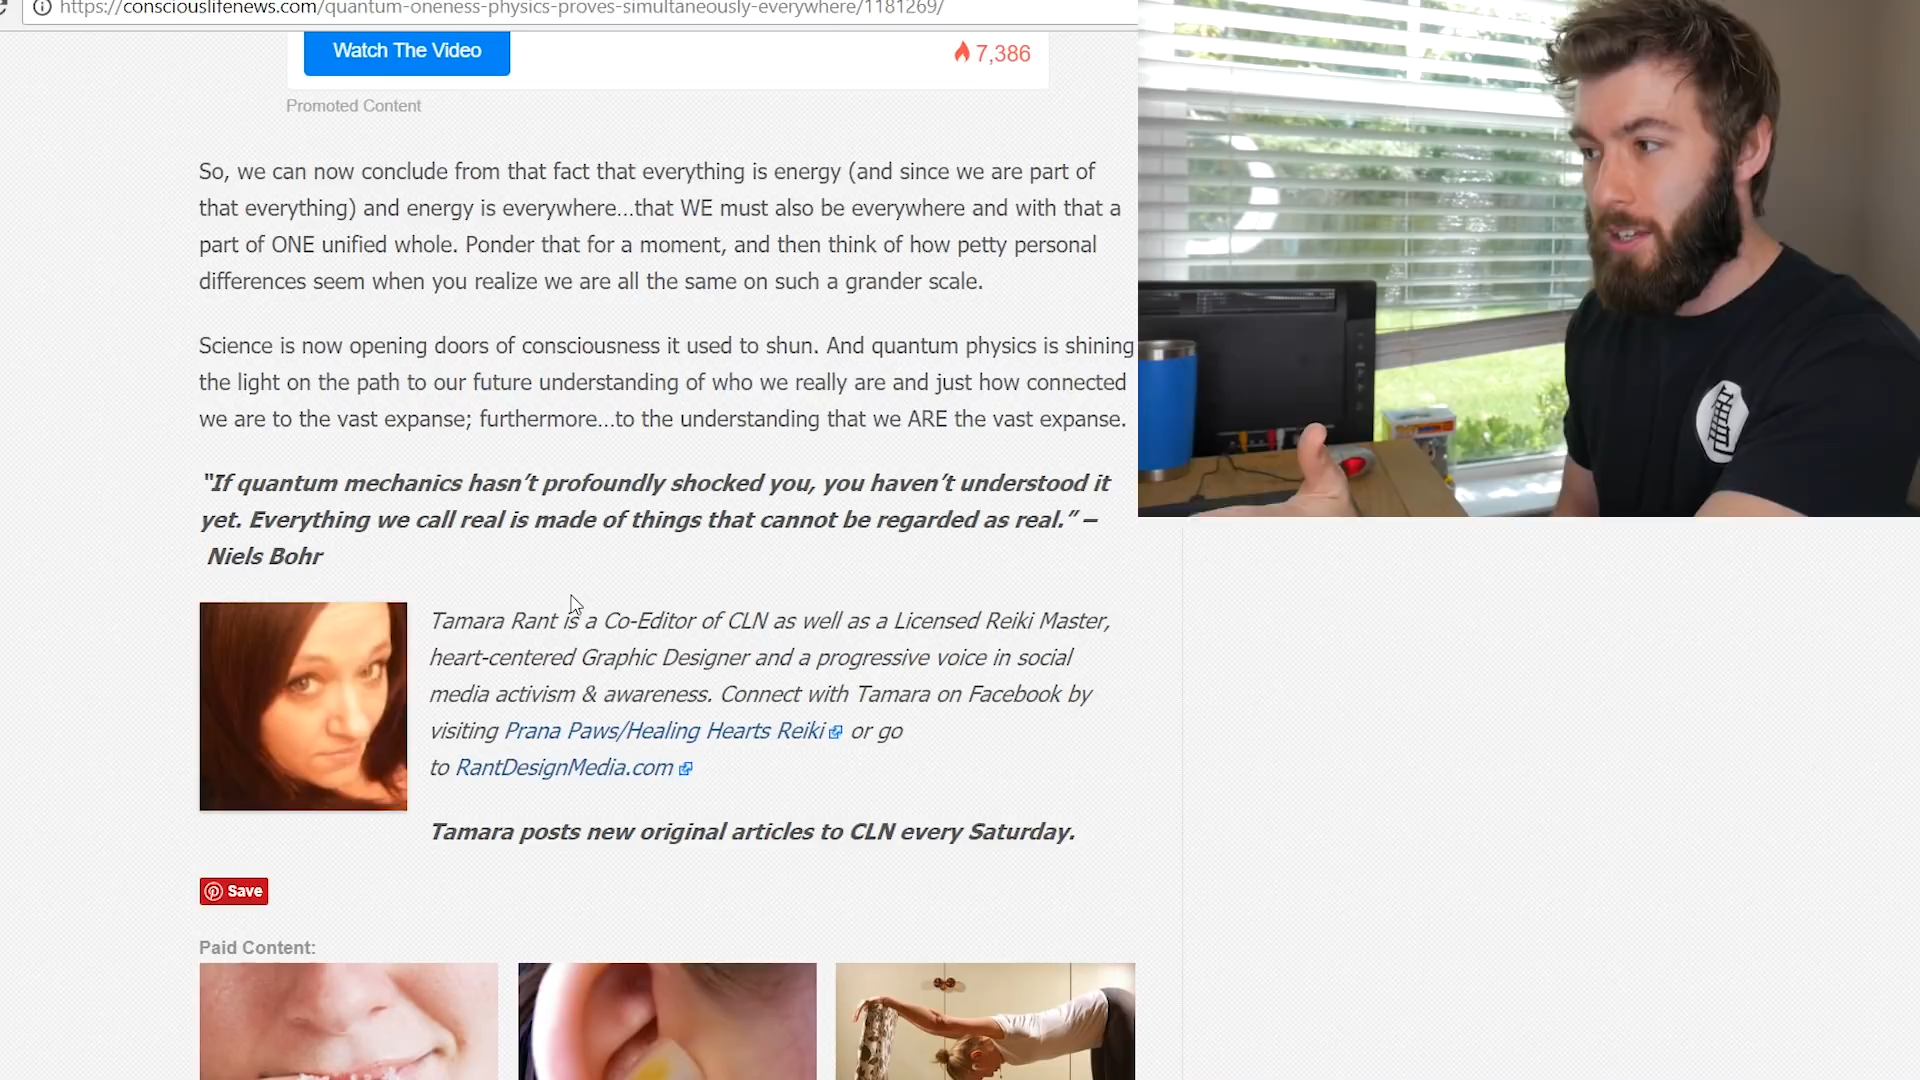 https://consciouslifenews.com/quantum-oneness-physics-proves-simultaneously-everywhere/1181269/
Watch The Video
7,386
Promoted Content
So, we can now conclude from that fact that everything is energy (and since we are part of
that everything) and energy is everywhere…that WE must also be everywhere and with that a
part of ONE unified whole. Ponder that for a moment, and then think of how petty personal
differences seem when you realize we are all the same on such a grander scale.
Science is now opening doors of consciousness it used to shun. And quantum physics is shining
the light on the path to our future understanding of who we really are and just how connected
we are to the vast expanse; furthermore…to the understanding that we ARE the vast expanse.
“If quantum mechanics hasn’t profoundly shocked you, you haven’t understood it
yet. Everything we call real is made of things that cannot be regarded as real.” –
Niels Bohr
Tamara Rant is a Co-Editor of CLN as well as a Licensed Reiki Master,
heart-centered Graphic Designer and a progressive voice in social
media activism & awareness. Connect with Tamara on Facebook by
visiting Prana Paws/Healing Hearts Reiki or go
to RantDesignMedia.com
Tamara posts new original articles to CLN every Saturday.
Save
Paid Content: